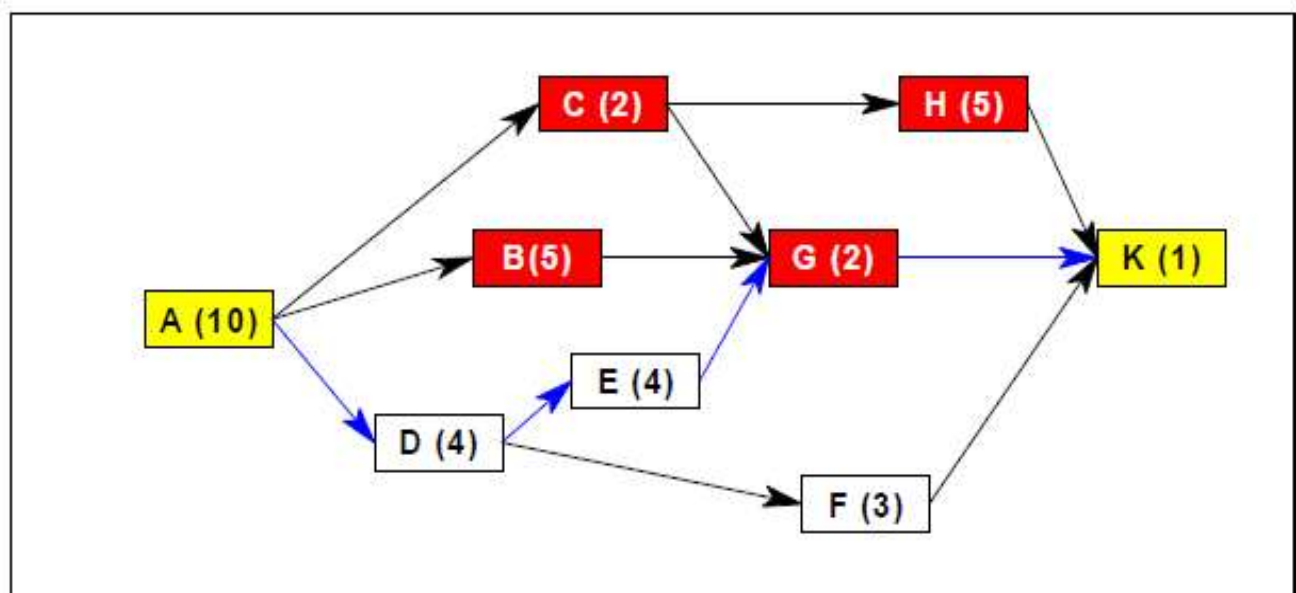 C (2)
H (5)
B(5)
G (2)
K (1)
A (10)
E (4)
D (4)
F (3)